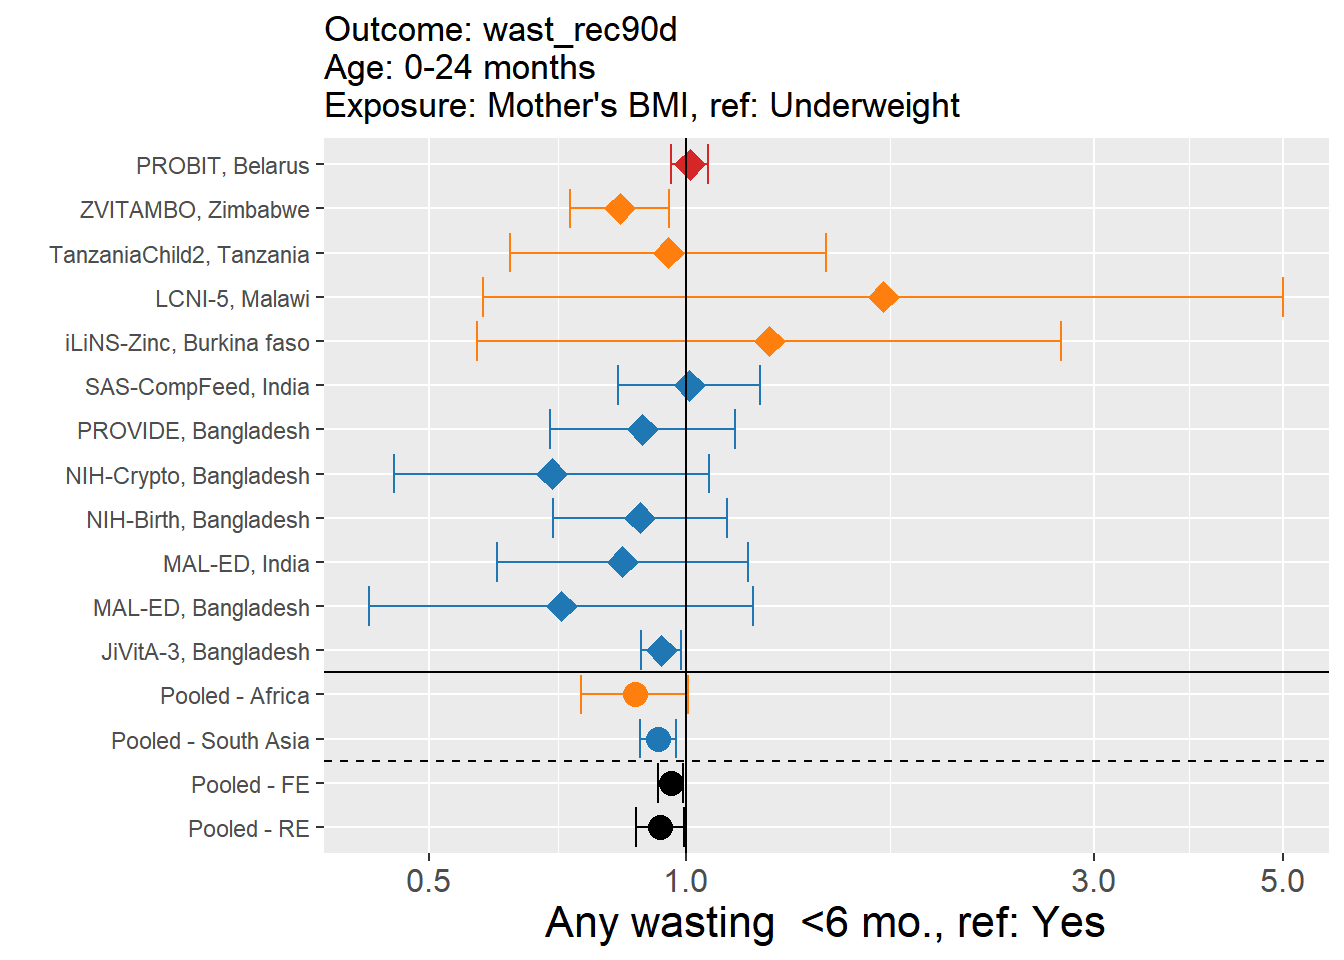 Outcome: wast_rec90d
Age: 0-24 months
Exposure: Mother's BMI, ref: Underweight
PROBIT, Belarus
ZVITAMBO, Zimbabwe
TanzaniaChild2, Tanzania
LCNI-5, Malawi
iLiNS-Zinc, Burkina faso
SAS-CompFeed, India
PROVIDE, Bangladesh
NIH-Crypto, Bangladesh
NIH-Birth, Bangladesh
MAL-ED, India
MAL-ED, Bangladesh
JiVitA-3, Bangladesh
Pooled - Africa
Pooled - South Asia
Pooled - FE
Pooled - RE
0.5 1.0 3.0 5.0
Any wasting  <6 mo., ref: Yes